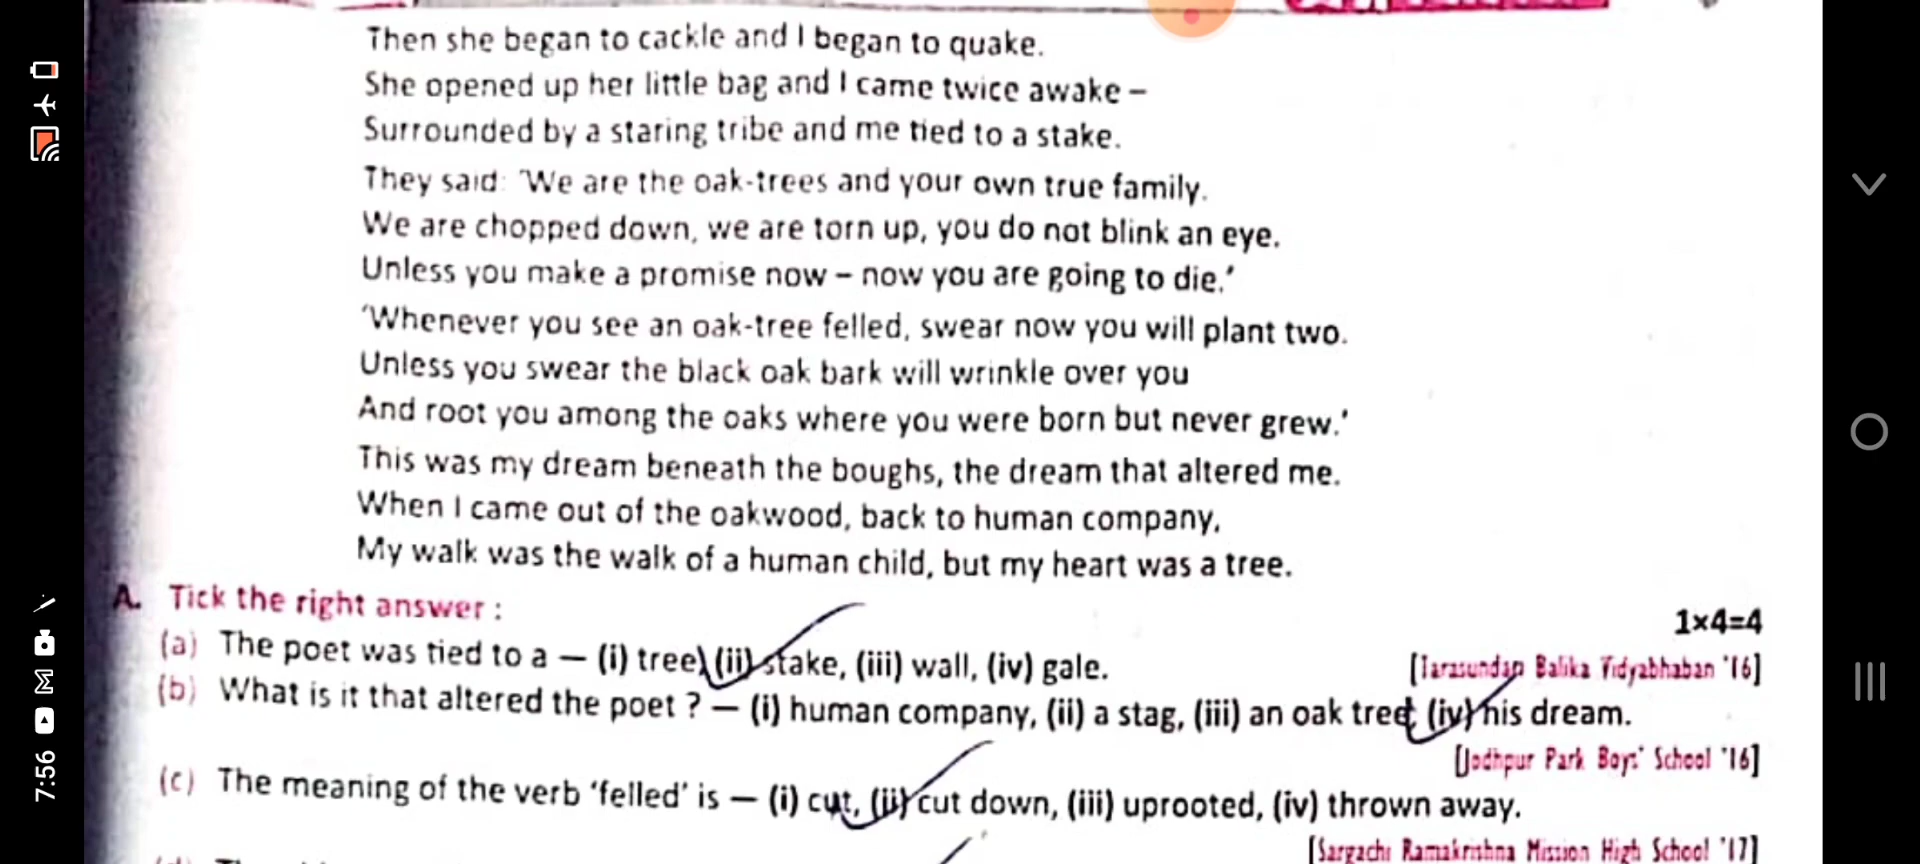 Then she began to cackle and I began to quake.
She opened up her little bag and I came twice awake –
Surrounded by a staring tribe and me tied to a stake.
They said: 'We are the oak-trees and your own true family.
We are chopped down, we are torn up, you do not blink an eye.
Unless you make a promise now – now you are going to die.'
'Whenever you see an oak-tree felled, swear now you will plant two.
Unless you swear the black oak bark will wrinkle over you
And root you among the oaks where you were born but never grew.'
This was my dream beneath the boughs, the dream that altered me.
When I came out of the oakwood, back to human company,
My walk was the walk of a human child, but my heart was a tree.
A. Tick the right answer : 1×4=4
(a) The poet was tied to a — (i) tree, (ii) stake, (iii) wall, (iv) gale. [Tarasundari Balika Vidyabhaban '16]
(b) What is it that altered the poet ? — (i) human company, (ii) a stag, (iii) an oak tree, (iv) his dream.
[Jodhpur Park Boys' School '16]
(c) The meaning of the verb 'felled' is — (i) cut, (ii) cut down, (iii) uprooted, (iv) thrown away.
[Sargachi Ramakrishna Mission High School '17]
7:56